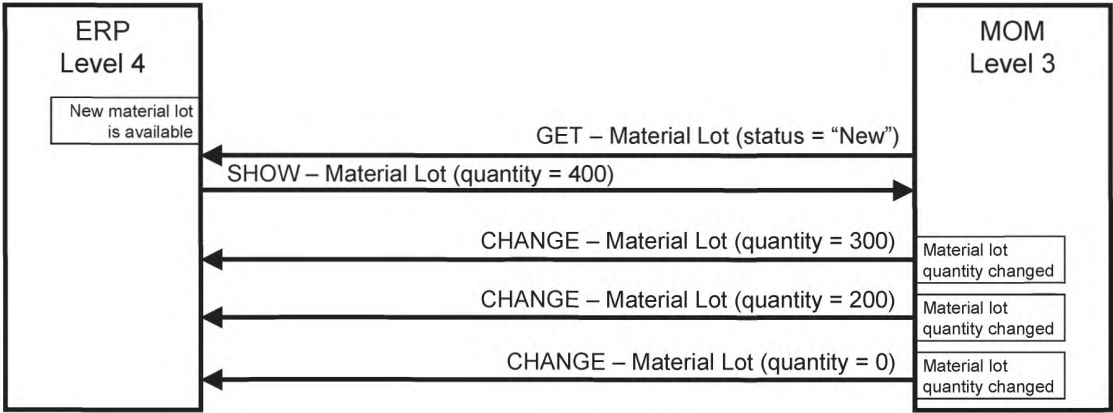 ERP
Level 4
MOM
Level 3
New material lot
is available
GET – Material Lot (status = “New”)
SHOW – Material Lot (quantity = 400)
CHANGE – Material Lot (quantity = 300)
Material lot
quantity changed
CHANGE – Material Lot (quantity = 200)
Material lot
quantity changed
CHANGE – Material Lot (quantity = 0)
Material lot
quantity changed